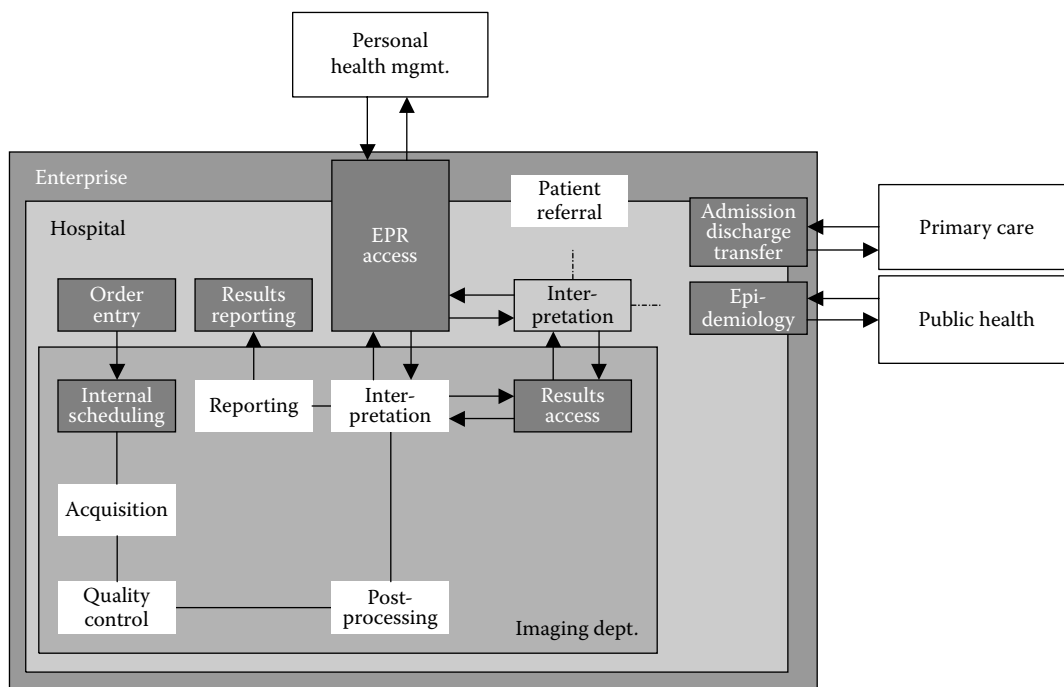 Personal
health mgmt.
Enterprise
Patient
referral
Hospital
EPR
access
Admission
discharge
transfer
Primary care
Order
entry
Results
reporting
Inter-
pretation
Epi-
demiology
Public health
Internal
scheduling
Reporting
Inter-
pretation
Results
access
Acquisition
Quality
control
Post-
processing
Imaging dept.